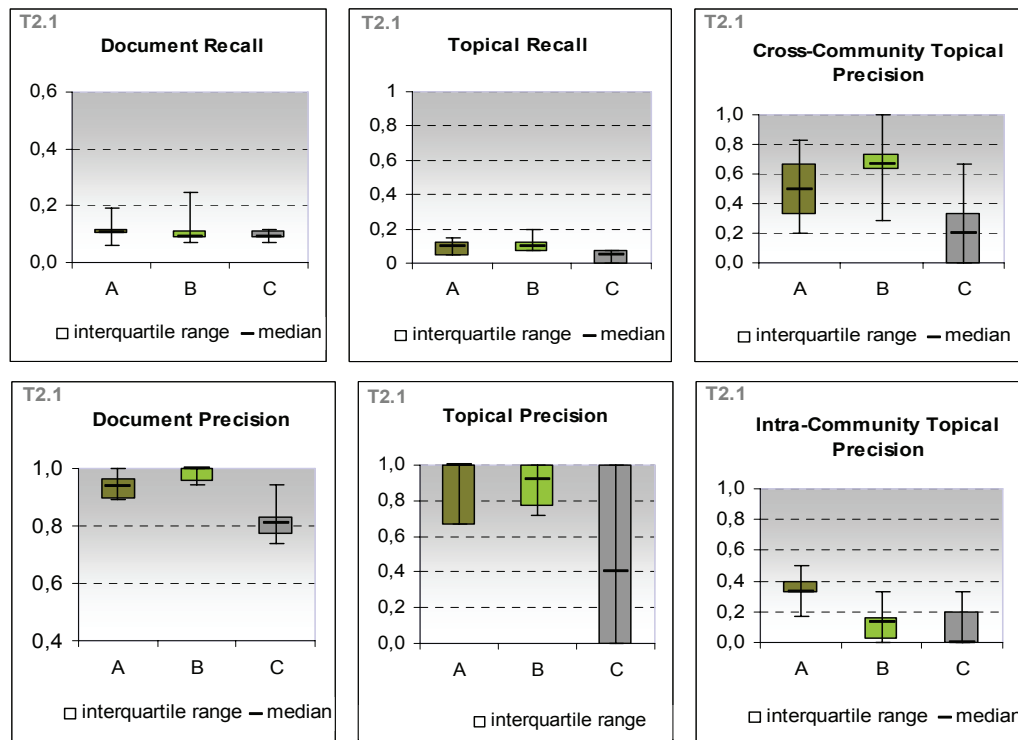 T2.1
Document Recall
0,6
0,4
0,2
0,0
A B C
interquartile range median
T2.1
Topical Recall
1
0,8
0,6
0,4
0,2
0
A B C
interquartile range median
T2.1
Cross-Community Topical
Precision
1,0
0,8
0,6
0,4
0,2
0,0
A B C
interquartile range median
T2.1
Document Precision
1,0
0,8
0,6
0,4
A B C
interquartile range median
T2.1
Topical Precision
1,0
0,8
0,6
0,4
0,2
0,0
A B C
interquartile range
T2.1
Intra-Community Topical
Precision
1,0
0,8
0,6
0,4
0,2
0,0
A B C
interquartile range median